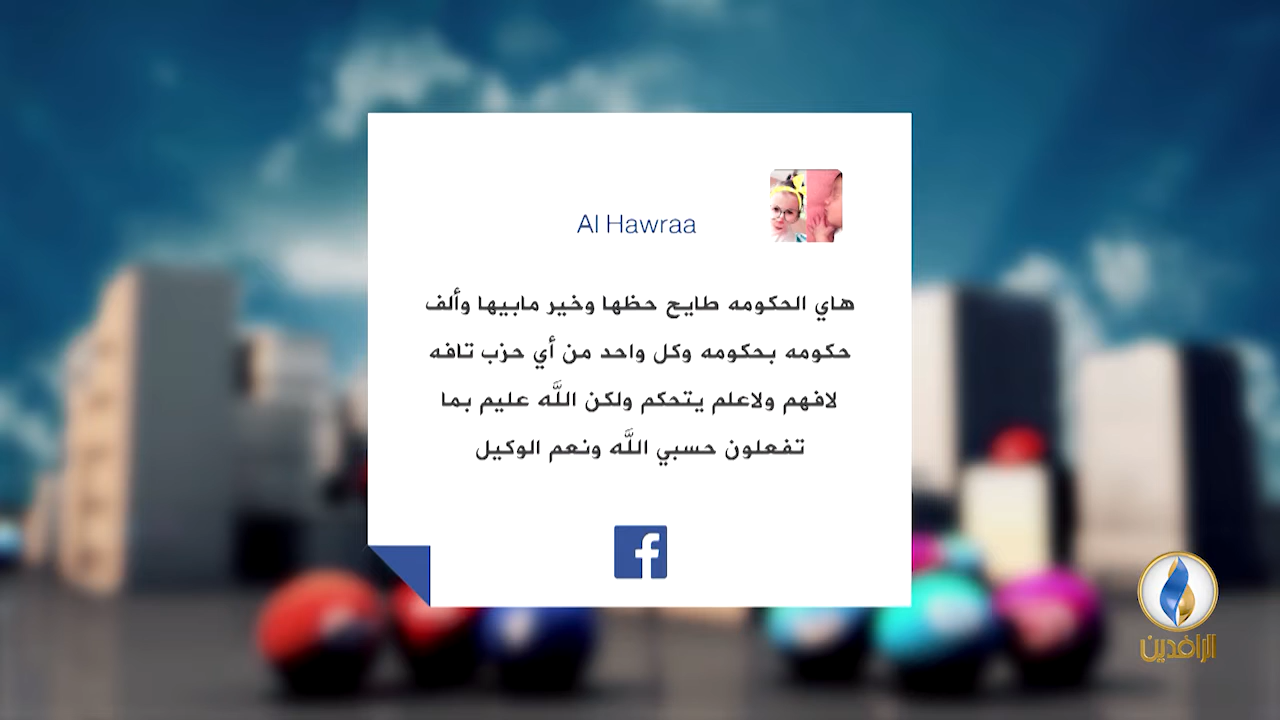 Al Hawraa
هاي الحكومه طايح حظها وخير مابيها وألف
حكومه بحكومه وكل واحد من أي حزب تافه
لافهم ولاعلم يتحكم ولكن اللَّه عليم بما
تفعلون حسبي اللَّه ونعم الوكيل
الرافدين